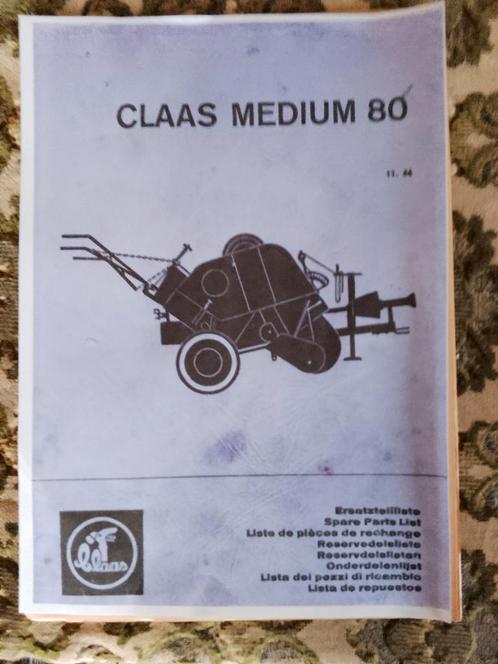 CLAAS MEDIUM 80
11. 66
Ersatzteilliste
Spare Parts List
Liste de pièces de rechange
Reservedelsliste
Reservdelslistan
Onderdelenlijst
Lista dei pezzi di ricambio
Lista de repuestos
Claas